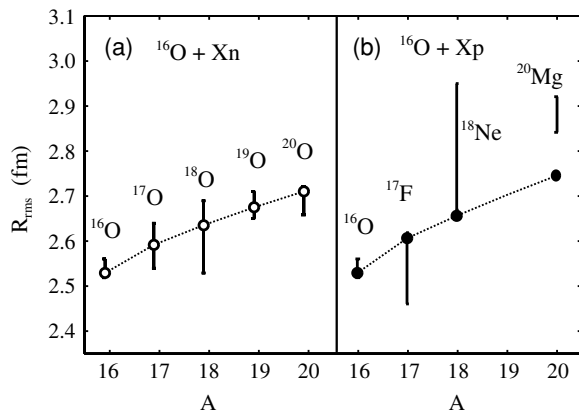 3.1
3.0
2.9
2.8
2.7
2.6
2.5
2.4
R_rms (fm)
(a) ¹⁶O + Xn
¹⁶O
¹⁷O
¹⁸O
¹⁹O
²⁰O
16 17 18 19 20
A
(b) ¹⁶O + Xp
¹⁶O
¹⁷F
¹⁸Ne
²⁰Mg
16 17 18 19 20
A